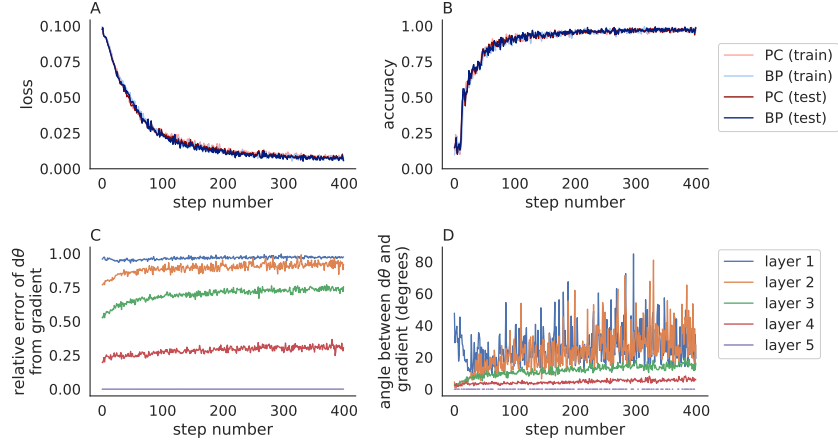 A
loss
0.100
0.075
0.050
0.025
0.000
0 100 200 300 400
step number
B
accuracy
1.00
0.75
0.50
0.25
0.00
0 100 200 300 400
step number
PC (train)
BP (train)
PC (test)
BP (test)
C
relative error of dθ
from gradient
1.00
0.75
0.50
0.25
0.00
0 100 200 300 400
step number
D
angle between dθ and
gradient (degrees)
80
60
40
20
0
0 100 200 300 400
step number
layer 1
layer 2
layer 3
layer 4
layer 5